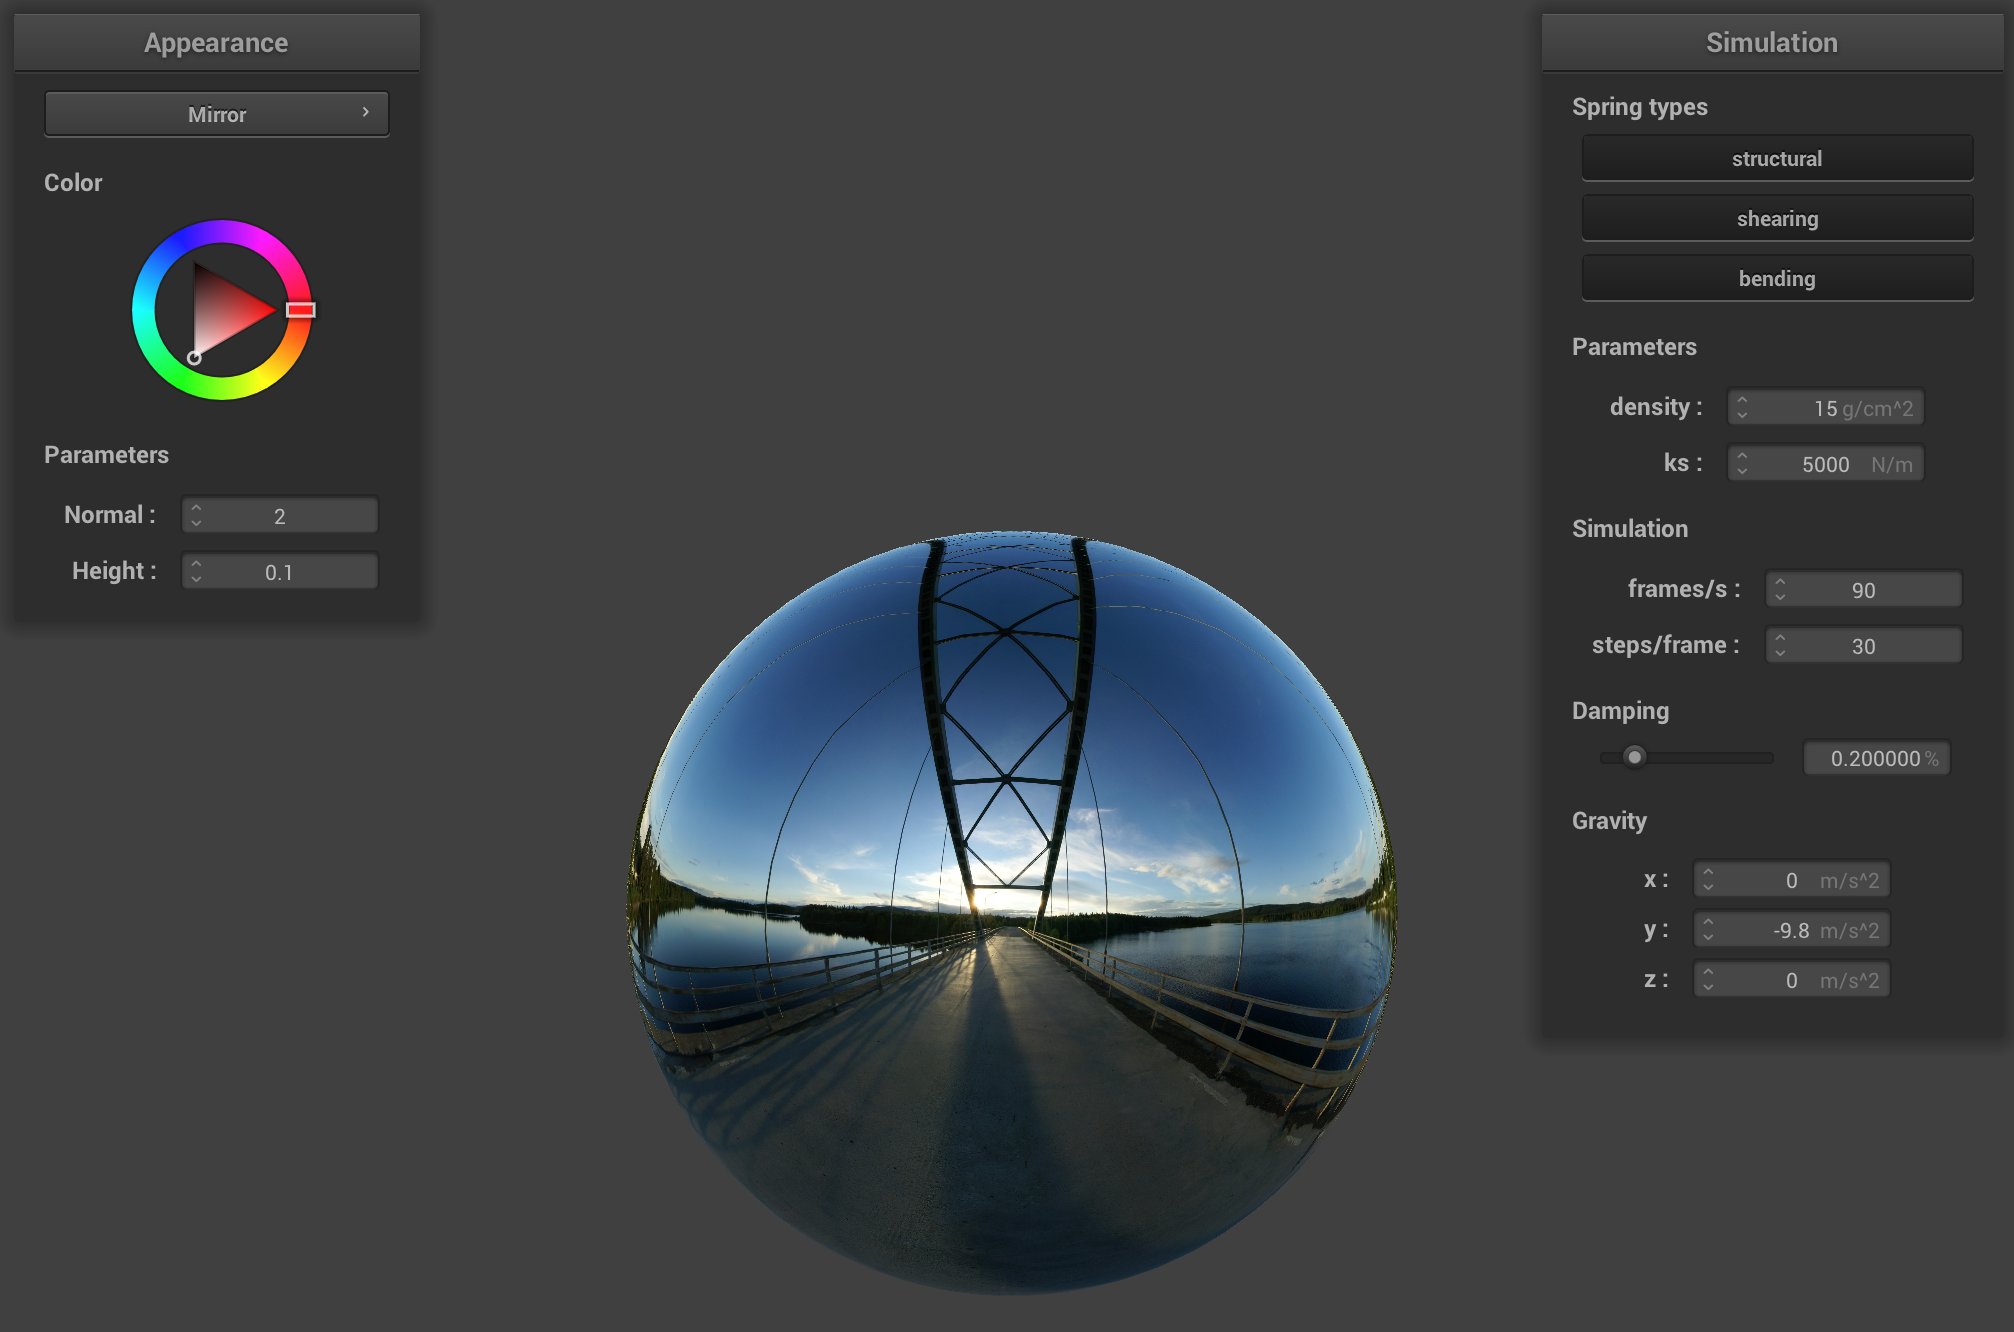 Appearance
Mirror
Color
Parameters
Normal : 2
Height : 0.1
Simulation
Spring types
structural
shearing
bending
Parameters
density : 15 g/cm^2
ks : 5000 N/m
Simulation
frames/s : 90
steps/frame : 30
Damping
0.200000 %
Gravity
x : 0 m/s^2
y : -9.8 m/s^2
z : 0 m/s^2